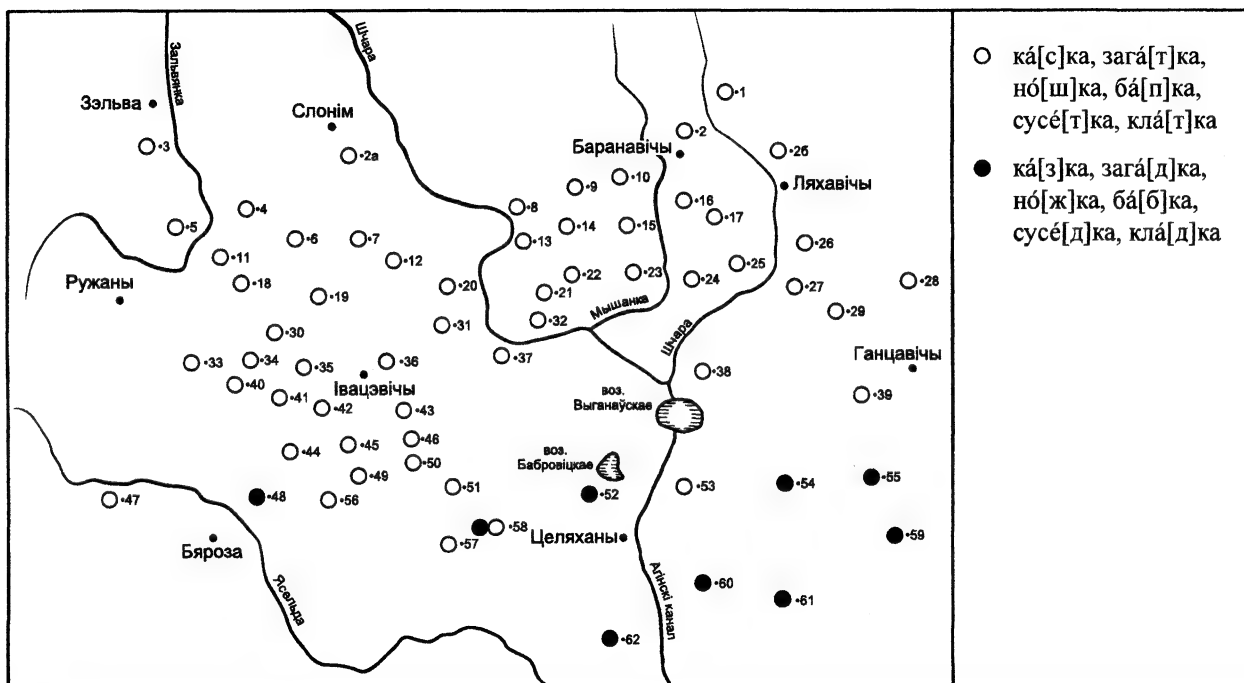 Зальвянка
Шчара
Зэльва
Слонім
•1
•2
Баранавічы
•2а
•2б
•3
Ляхавічы
•10
•9
•16
•8
•4
•17
•5
•14
•15
•6
•7
•13
•26
•11
•12
•25
•22
•23
•24
•28
•18
•20
•21
•27
•19
Ружаны
Мышанка
•29
•32
•31
•30
Шчара
•37
•33
•34
•35
•36
Івацэвічы
•38
Ганцавічы
•40
•41
•42
•43
воз.
Выганаўскае
•39
•44
•45
•46
воз.
Бабровіцкае
•50
•49
•51
•47
•48
•56
•52
•53
•54
•55
•58
•57
Бяроза
Целяханы
•59
Ясельда
Агінскі канал
•60
•61
•62
ка́[с]ка, зага́[т]ка,
но́[ш]ка, ба́[п]ка,
сусе́[т]ка, кла́[т]ка
ка́[з]ка, зага́[д]ка,
но́[ж]ка, ба́[б]ка,
сусе́[д]ка, кла́[д]ка